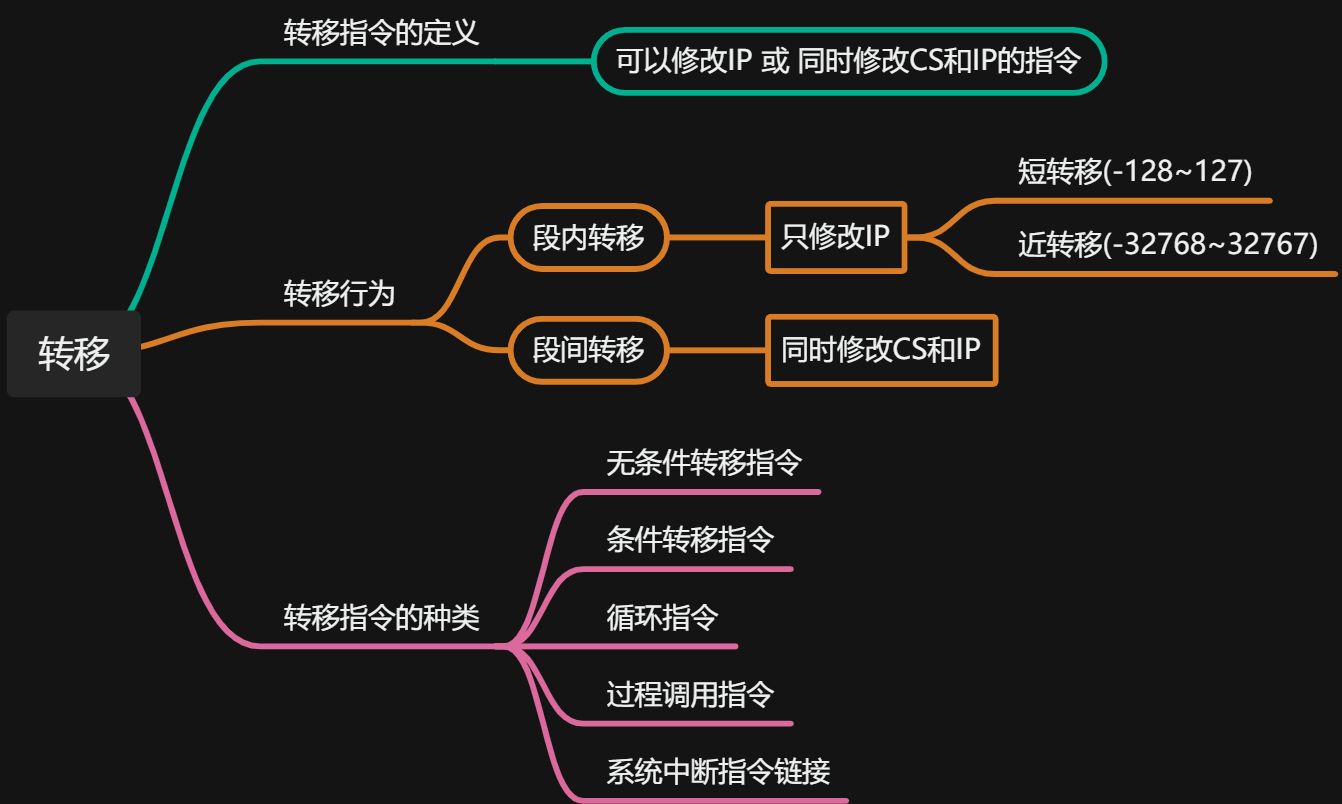 转移
转移指令的定义
可以修改IP 或 同时修改CS和IP的指令
转移行为
段内转移
只修改IP
短转移(-128~127)
近转移(-32768~32767)
段间转移
同时修改CS和IP
转移指令的种类
无条件转移指令
条件转移指令
循环指令
过程调用指令
系统中断指令链接